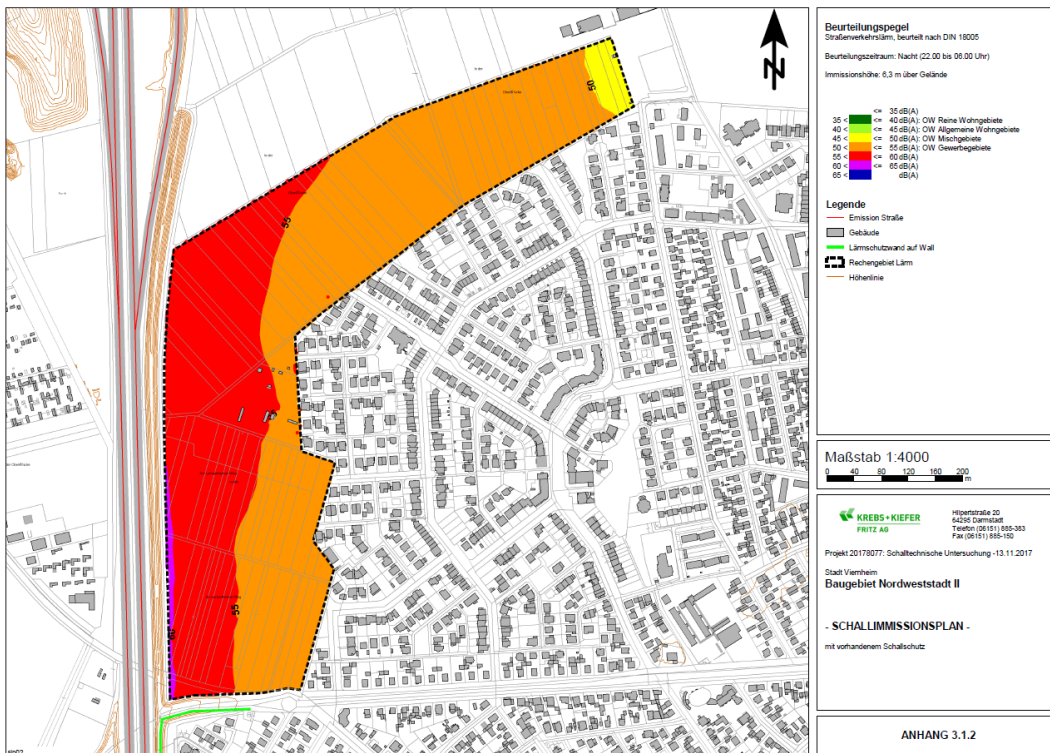 N
50
55
55
60
Beurteilungspegel
Straßenverkehrslärm, beurteilt nach DIN 18005
Beurteilungszeitraum: Nacht (22.00 bis 06.00 Uhr)
Immissionshöhe: 6,3 m über Gelände
<= 35 dB(A)
35 < <= 40 dB(A): OW Reine Wohngebiete
40 < <= 45 dB(A): OW Allgemeine Wohngebiete
45 < <= 50 dB(A): OW Mischgebiete
50 < <= 55 dB(A): OW Gewerbegebiete
55 < <= 60 dB(A)
60 < <= 65 dB(A)
65 < dB(A)
Legende
Emission Straße
Gebäude
Lärmschutzwand auf Wall
Rechengebiet Lärm
Höhenlinie
Maßstab 1:4000
0 40 80 120 160 200
m
KREBS+KIEFER
FRITZ AG
Hilpertstraße 20
64295 Darmstadt
Telefon (06151) 885-383
Fax (06151) 885-150
Projekt 20178077: Schalltechnische Untersuchung -13.11.2017
Stadt Viernheim
Baugebiet Nordweststadt II
- SCHALLIMMISSIONSPLAN -
mit vorhandenem Schallschutz
ANHANG 3.1.2